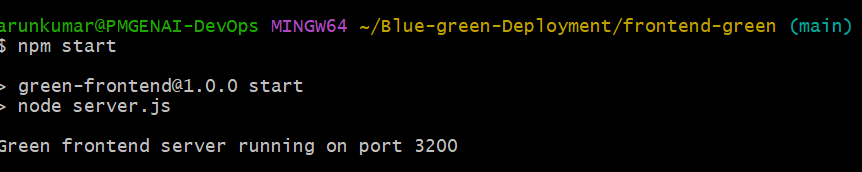 arunkumar@PMGENAI-DevOps MINGW64 ~/Blue-green-Deployment/frontend-green (main)
$ npm start
> green-frontend@1.0.0 start
> node server.js
Green frontend server running on port 3200